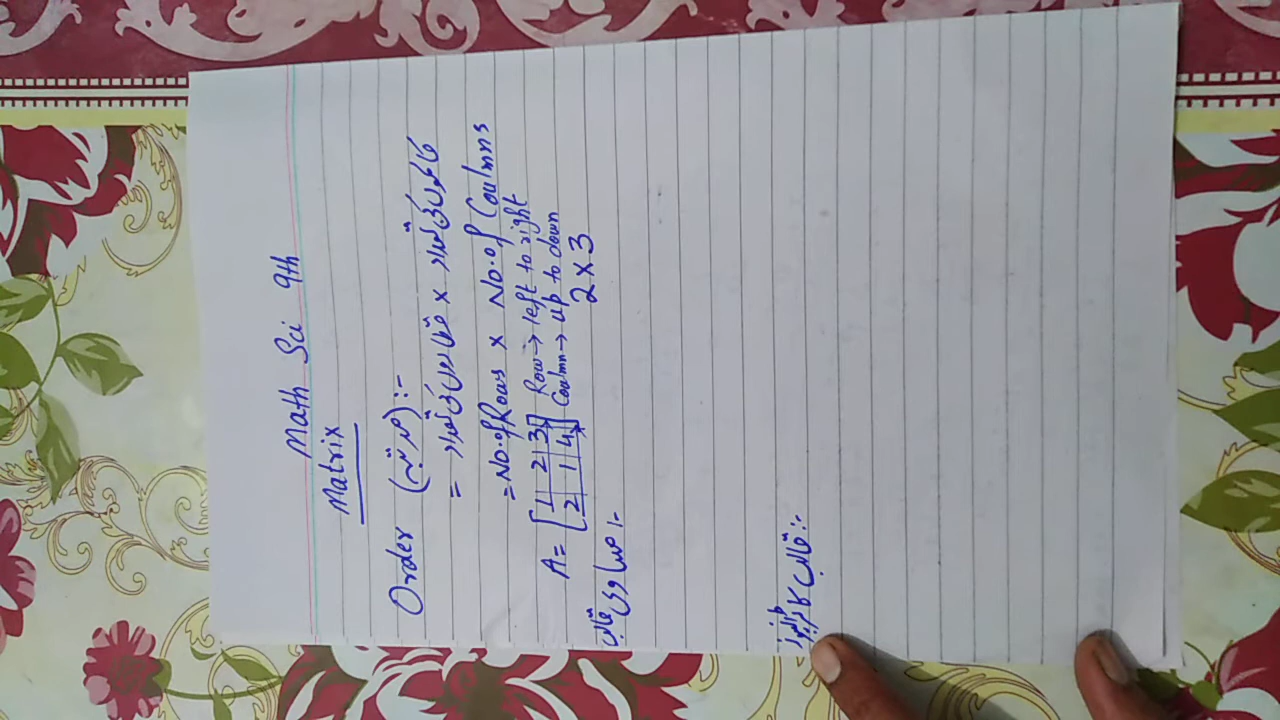 Math Sci 9th
Matrix
Order (مرتبہ) :-
= قطاروں کی تعداد × کالموں کی تعداد
= No. of Rows × No. of Coulmns
A = [1 2 3 Row → left to right
2 1 4] Coulmn → up to down
2 × 3
مساوی قالب :-
قالب کا ٹرانسپوز :-